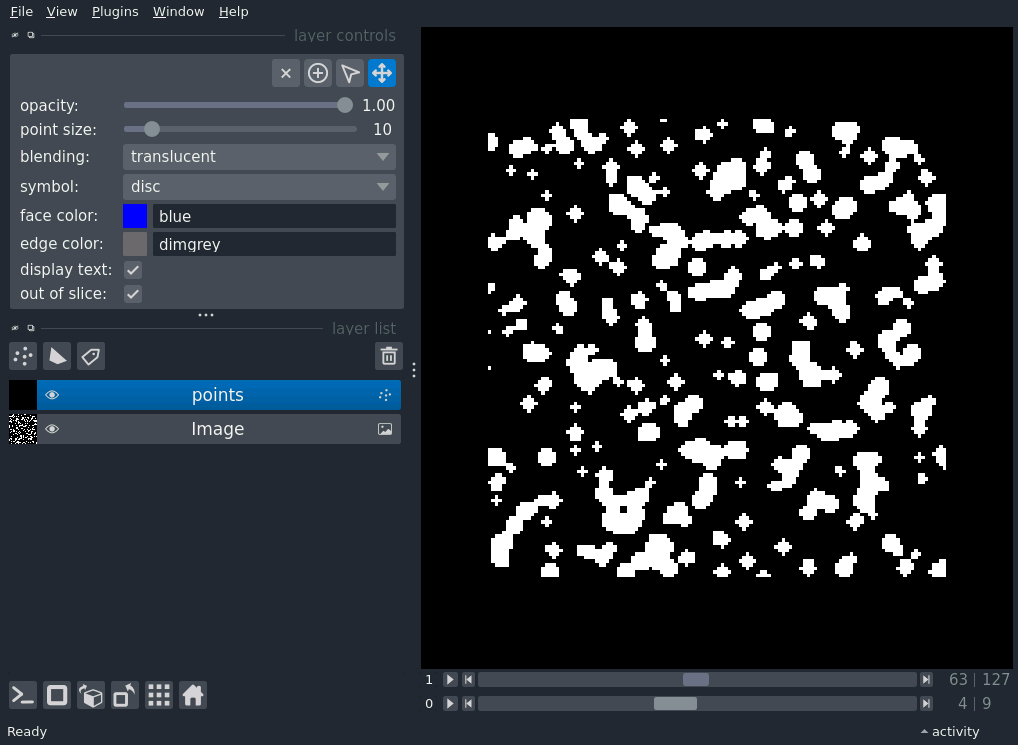 File View Plugins Window Help
layer controls
opacity: 1.00
point size: 10
blending: translucent
symbol: disc
face color: blue
edge color: dimgrey
display text:
out of slice:
layer list
points
Image
1 63 | 127
0 4 | 9
Ready activity